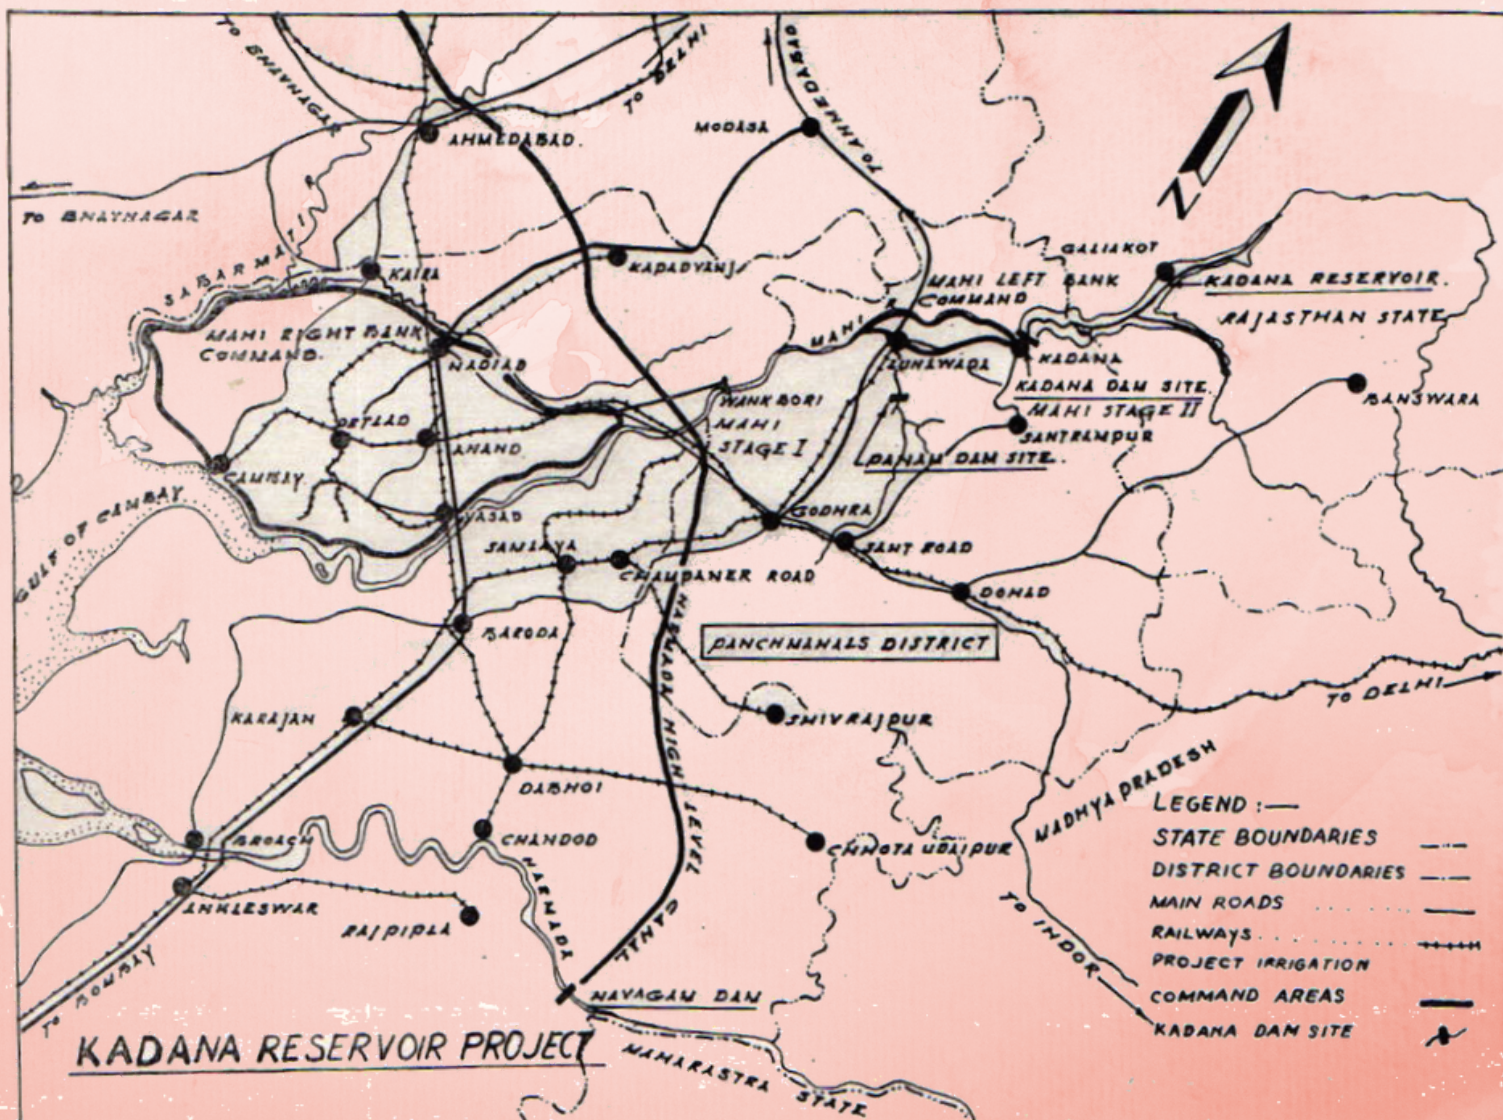 TO BHAVNAGAR
TO DELHI
TO AHMEDABAD
AHMEDABAD.
MODASA
TO AHMEDABAD
TO BHAVNAGAR
SABARMATI R
KAIRA
KAPADVANJ
GALIAKOT
MAHI LEFT BANK
COMMAND
KADANA RESERVOIR.
RAJASTHAN STATE
MAHI RIGHT BANK
COMMAND.
NADIAD
MAHI R
LUNAWADA
KADANA
KADANA DAM SITE.
MAHI STAGE II
SANTRAMPUR
BANSWARA
WANKBORI
MAHI
STAGE I
PETLAD
ANAND
PANAM DAM SITE.
CAMBAY
GULF OF CAMBAY
VASAD
GODHRA
SAMLAYA
SANT ROAD
CHAMPANER ROAD
DOHAD
BARODA
PANCHMAHALS DISTRICT
NARMADA HIGH LEVEL CANAL
TO DELHI
KARAJAN
SHIVRAJPUR
DABHOI
MADHYA PRADESH
BROACH
CHANDOD
CHHOTA UDAIPUR
ANKLESWAR
RAJPIPLA
NARMADA
TO INDOR
TO BOMBAY
NAVAGAM DAM
MAHARASTRA STATE
LEGEND :—
STATE BOUNDARIES
DISTRICT BOUNDARIES
MAIN ROADS
RAILWAYS
PROJECT IRRIGATION
COMMAND AREAS
KADANA DAM SITE
N
KADANA RESERVOIR PROJECT